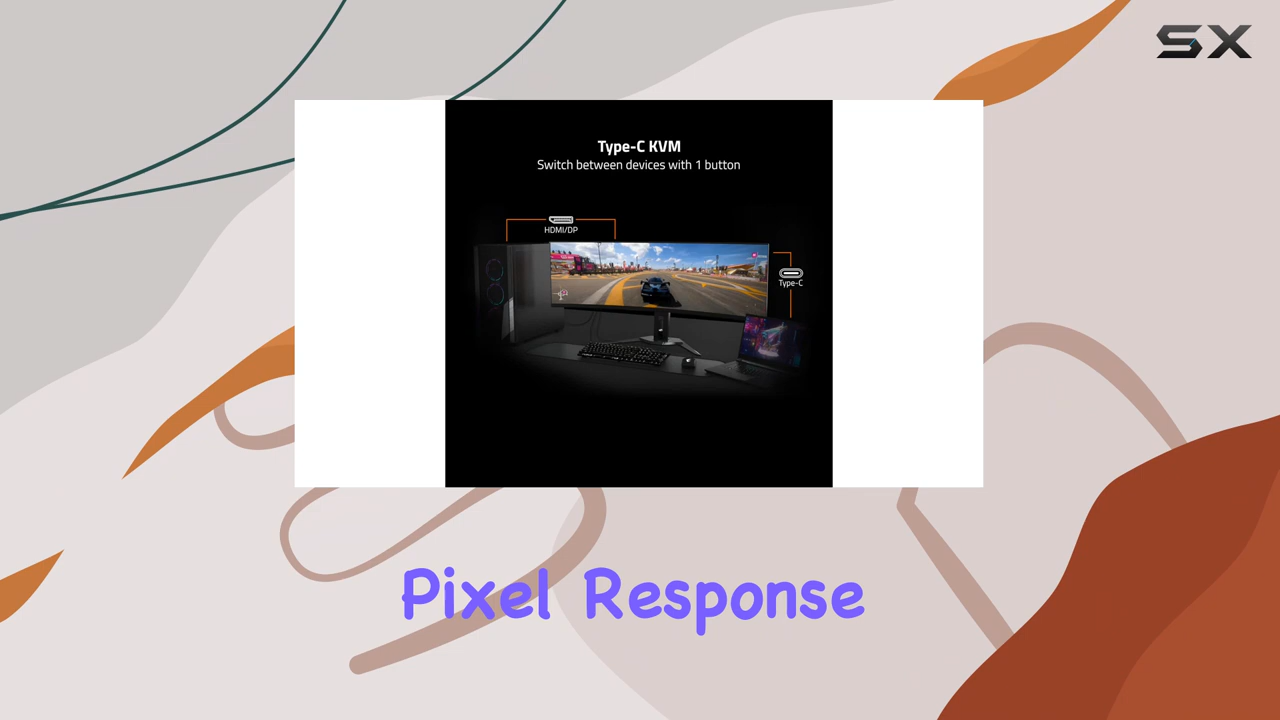 SX
Type-C KVM
Switch between devices with 1 button
HDMI/DP
Type-C
Pixel Response